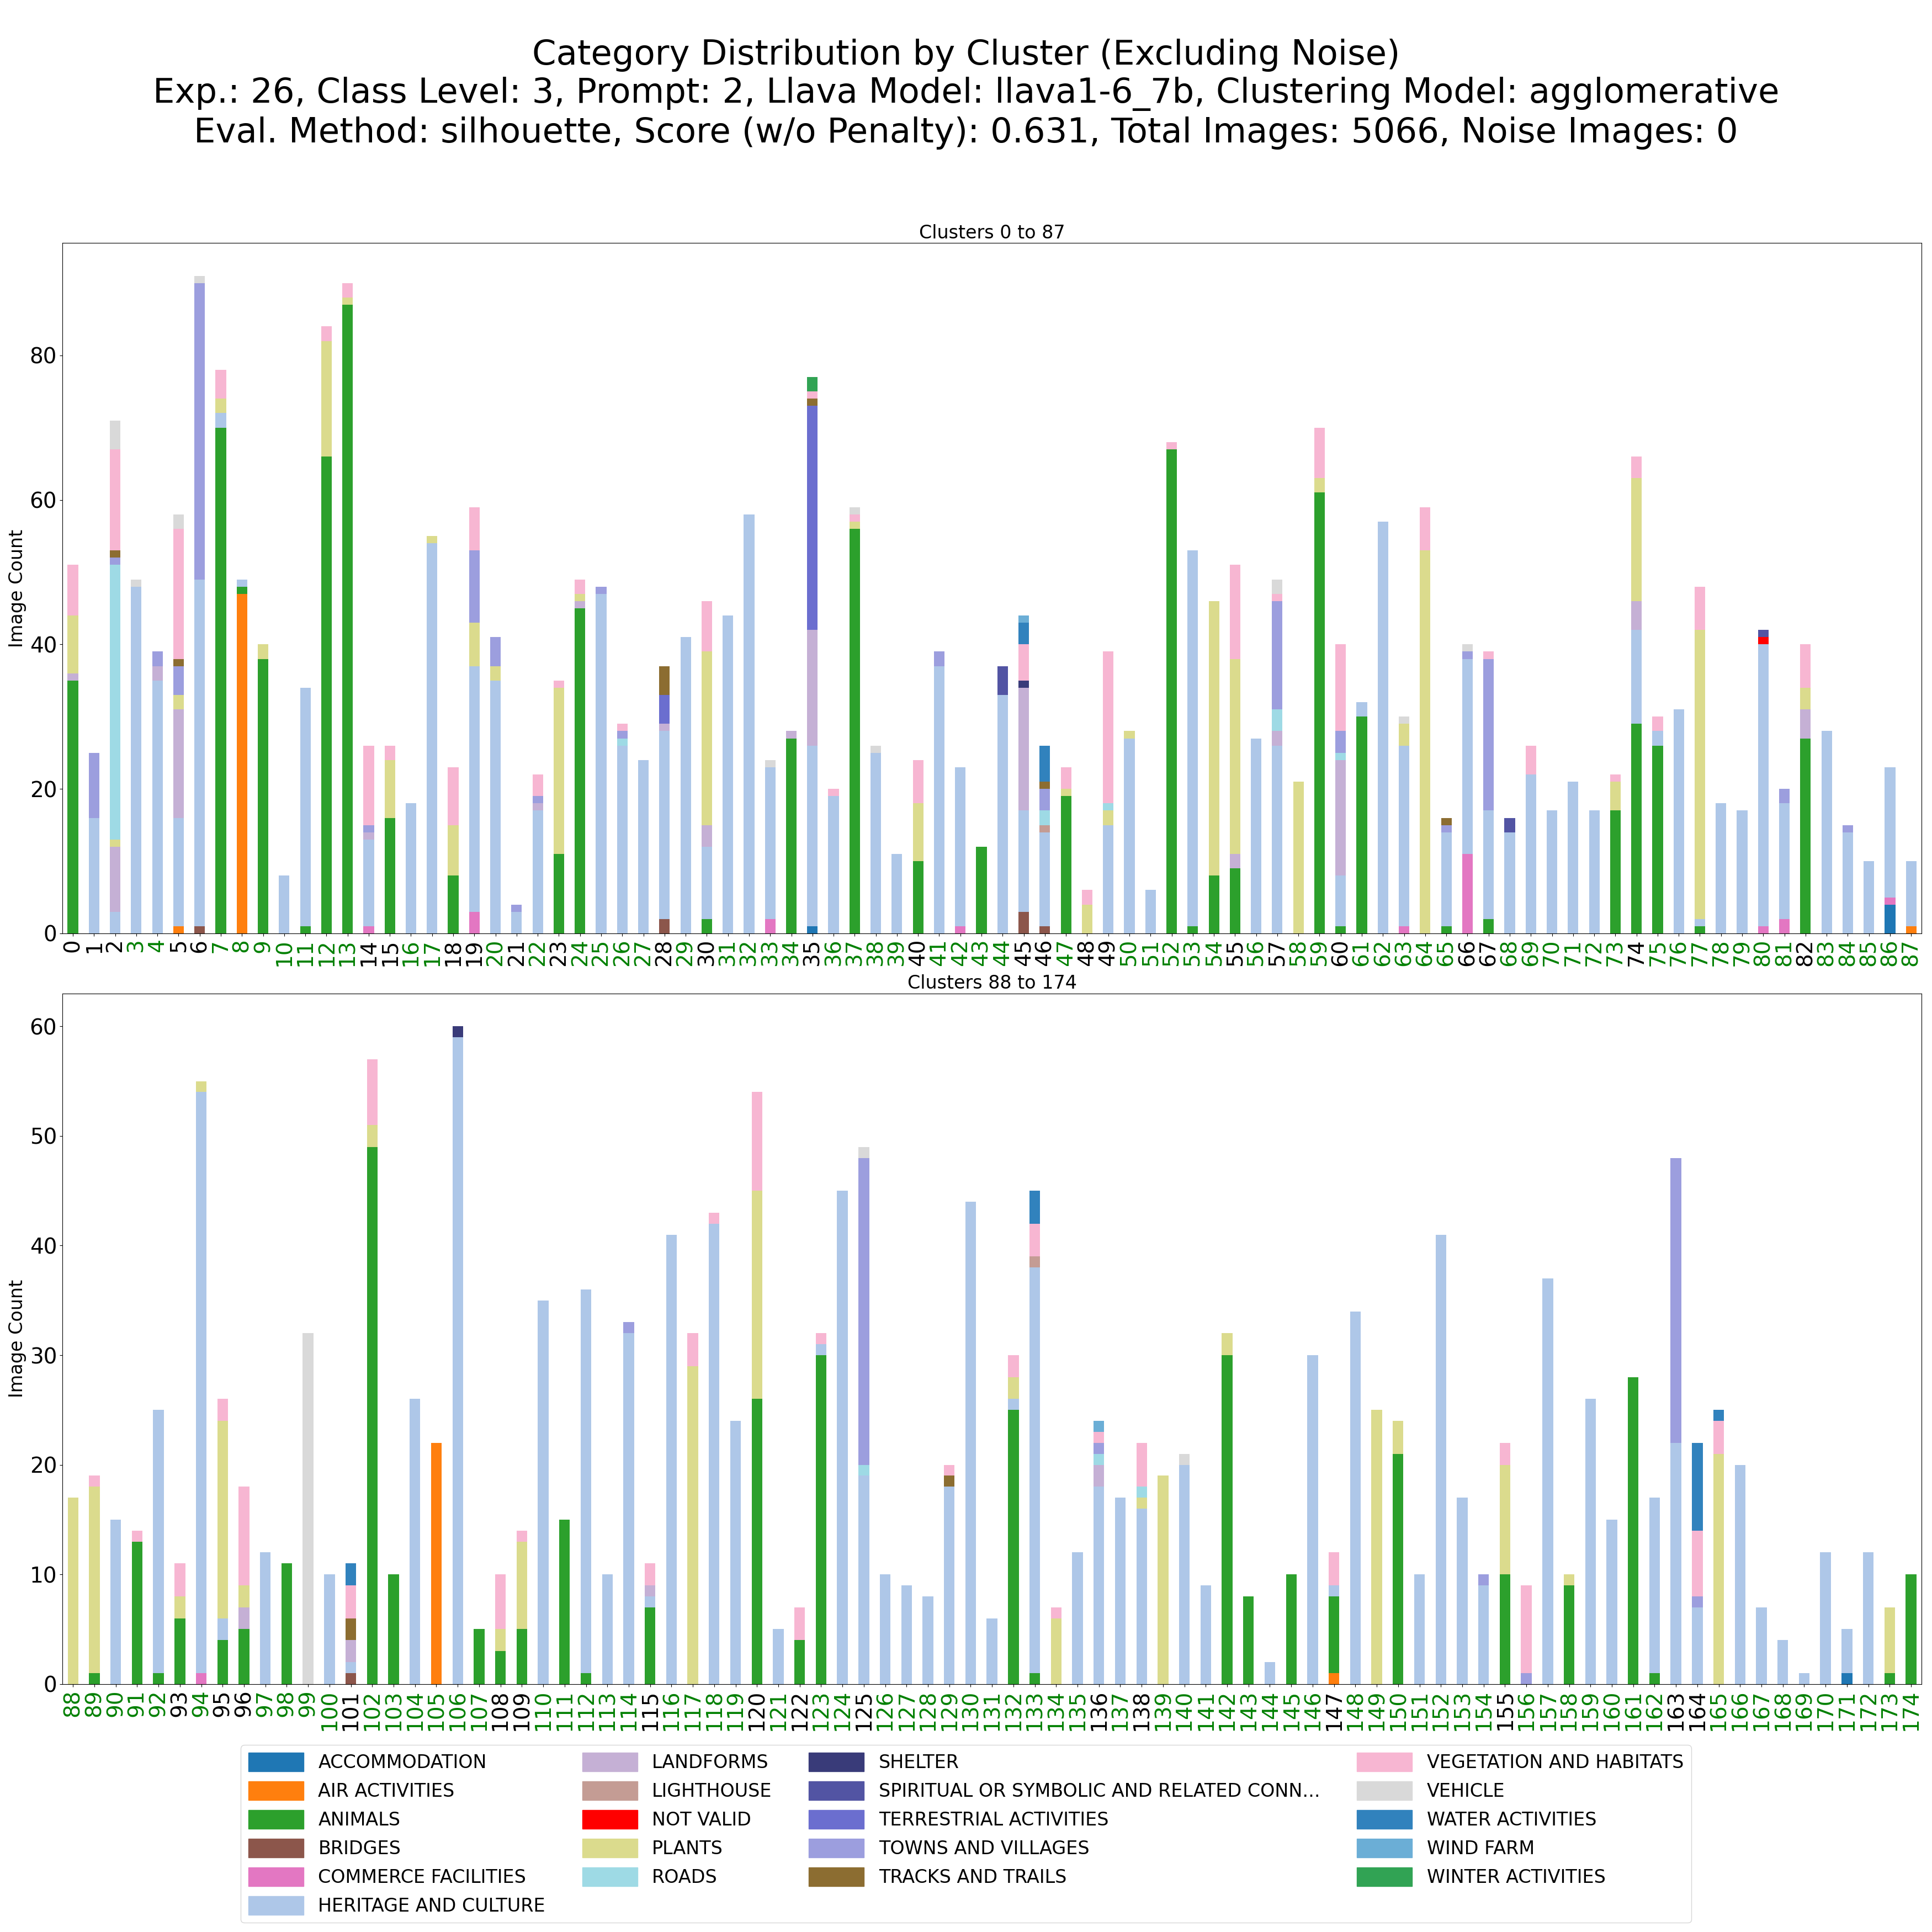 Category Distribution by Cluster (Excluding Noise)
Exp.: 26, Class Level: 3, Prompt: 2, Llava Model: llava1-6_7b, Clustering Model: agglomerative
Eval. Method: silhouette, Score (w/o Penalty): 0.631, Total Images: 5066, Noise Images: 0
Clusters 0 to 87
Image Count
80
60
40
20
0
0 1 2 3 4 5 6 7 8 9 10 11 12 13 14 15 16 17 18 19 20 21 22 23 24 25 26 27 28 29 30 31 32 33 34 35 36 37 38 39 40 41 42 43 44 45 46 47 48 49 50 51 52 53 54 55 56 57 58 59 60 61 62 63 64 65 66 67 68 69 70 71 72 73 74 75 76 77 78 79 80 81 82 83 84 85 86 87
Clusters 88 to 174
Image Count
60
50
40
30
20
10
0
88 89 90 91 92 93 94 95 96 97 98 99 100 101 102 103 104 105 106 107 108 109 110 111 112 113 114 115 116 117 118 119 120 121 122 123 124 125 126 127 128 129 130 131 132 133 134 135 136 137 138 139 140 141 142 143 144 145 146 147 148 149 150 151 152 153 154 155 156 157 158 159 160 161 162 163 164 165 166 167 168 169 170 171 172 173 174
ACCOMMODATION
AIR ACTIVITIES
ANIMALS
BRIDGES
COMMERCE FACILITIES
HERITAGE AND CULTURE
LANDFORMS
LIGHTHOUSE
NOT VALID
PLANTS
ROADS
SHELTER
SPIRITUAL OR SYMBOLIC AND RELATED CONN...
TERRESTRIAL ACTIVITIES
TOWNS AND VILLAGES
TRACKS AND TRAILS
VEGETATION AND HABITATS
VEHICLE
WATER ACTIVITIES
WIND FARM
WINTER ACTIVITIES